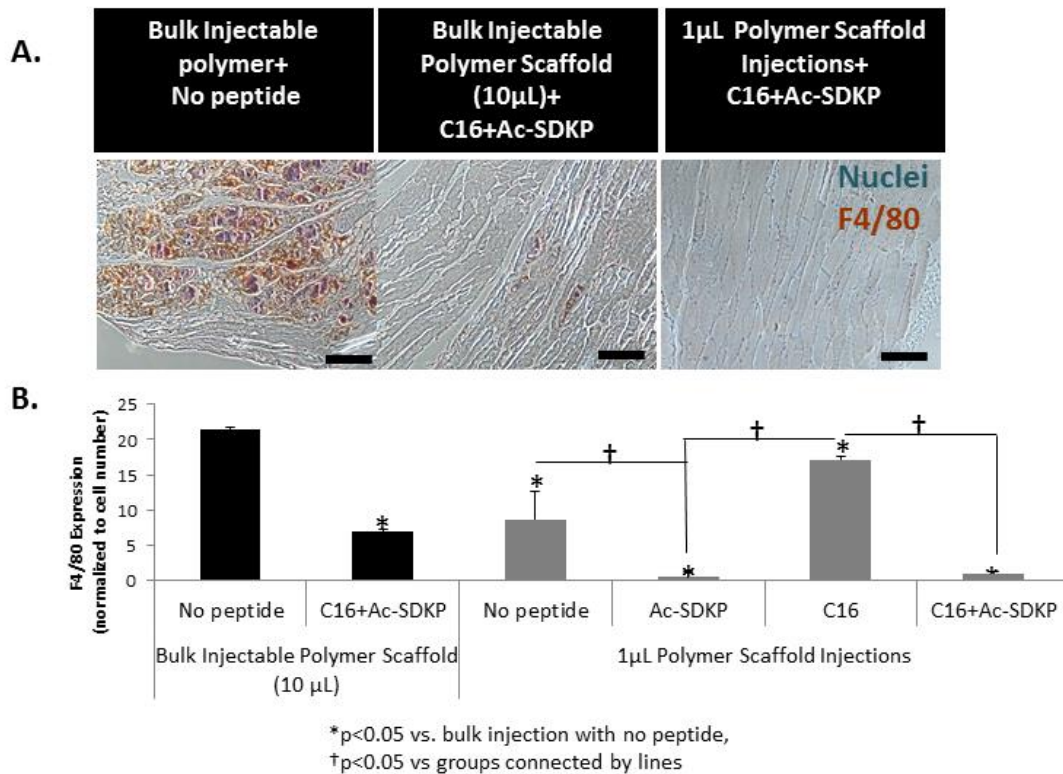 A.
Bulk Injectable
polymer+
No peptide
Bulk Injectable
Polymer Scaffold
(10µL)+
C16+Ac-SDKP
1µL Polymer Scaffold
Injections+
C16+Ac-SDKP
Nuclei
F4/80
B.
F4/80 Expression
(normalized to cell number)
25
20
15
10
5
0
*
*
*
*
*
†
†
†
No peptide
C16+Ac-SDKP
No peptide
Ac-SDKP
C16
C16+Ac-SDKP
Bulk Injectable Polymer Scaffold
(10 µL)
1µL Polymer Scaffold Injections
*p<0.05 vs. bulk injection with no peptide,
†p<0.05 vs groups connected by lines